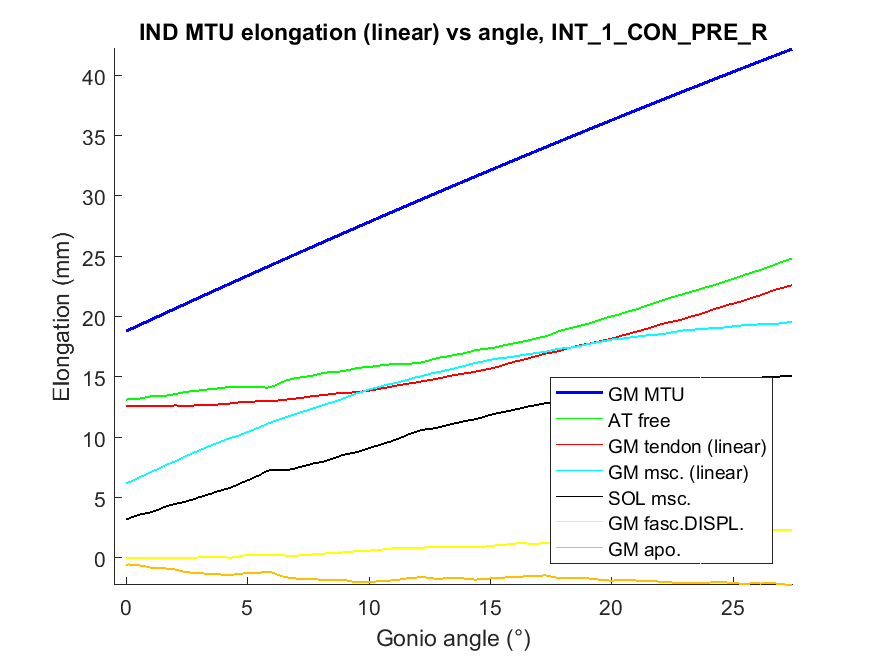 IND MTU elongation (linear) vs angle, INT_1_CON_PRE_R
Elongation (mm)
40
35
30
25
20
15
10
5
0
GM MTU
AT free
GM tendon (linear)
GM msc. (linear)
SOL msc.
GM fasc.DISPL.
GM apo.
0 5 10 15 20 25
Gonio angle (°)